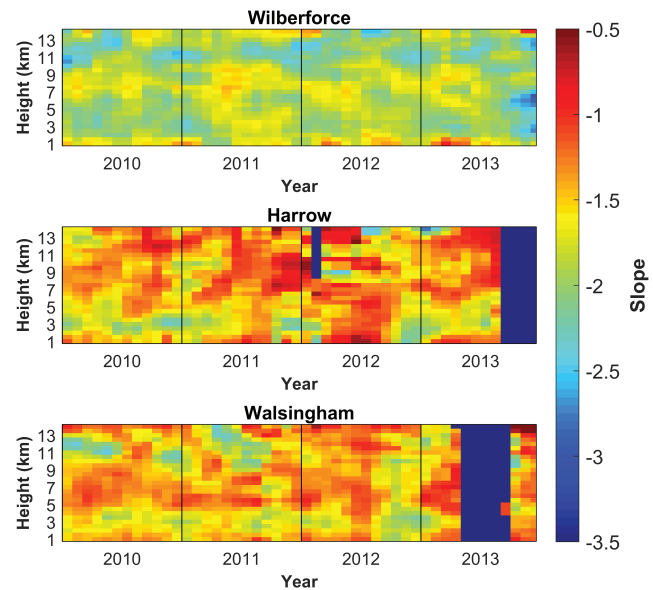 Wilberforce
Height (km)
13
11
9
7
5
3
1
2010 2011 2012 2013
Year
Harrow
Height (km)
13
11
9
7
5
3
1
2010 2011 2012 2013
Year
Walsingham
Height (km)
13
11
9
7
5
3
1
2010 2011 2012 2013
Year
-0.5
-1
-1.5
-2
-2.5
-3
-3.5
Slope